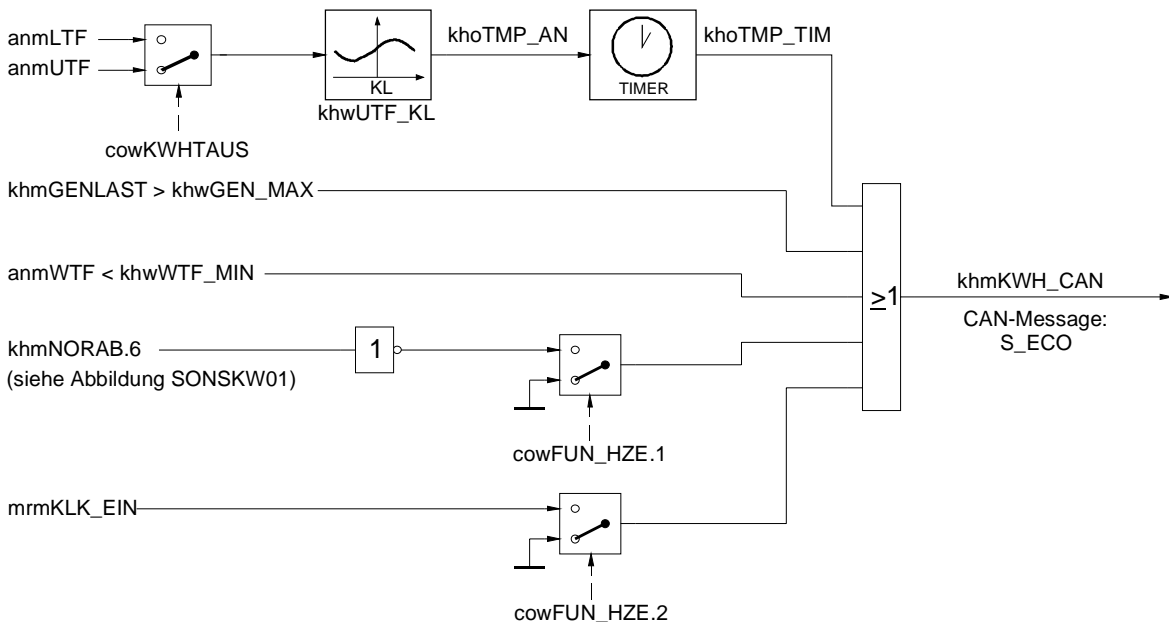 anmLTF
anmUTF
KL
khwUTF_KL
khoTMP_AN
TIMER
khoTMP_TIM
cowKWHTAUS
khmGENLAST > khwGEN_MAX
anmWTF < khwWTF_MIN
≥1
khmKWH_CAN
CAN-Message:
S_ECO
khmNORAB.6
(siehe Abbildung SONSKW01)
1
cowFUN_HZE.1
mrmKLK_EIN
cowFUN_HZE.2